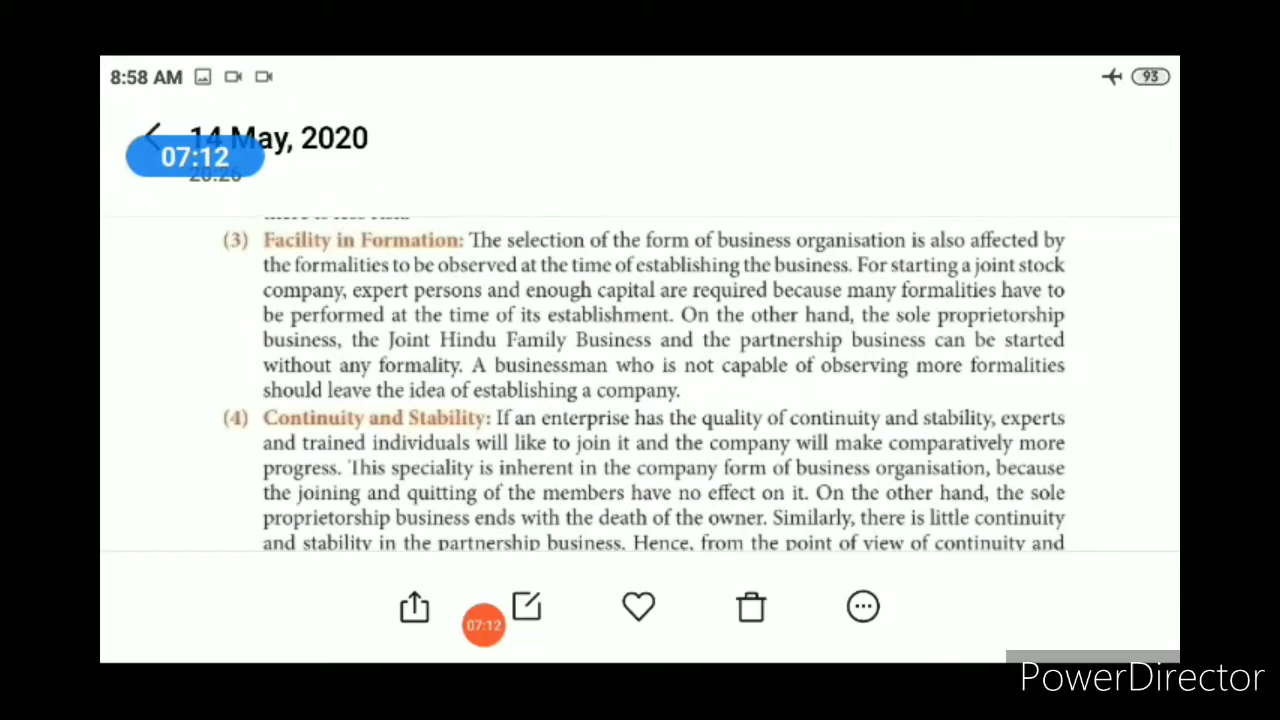 8:58 AM
93
14 May, 2020
07:12
20:26
(3) Facility in Formation: The selection of the form of business organisation is also affected by
the formalities to be observed at the time of establishing the business. For starting a joint stock
company, expert persons and enough capital are required because many formalities have to
be performed at the time of its establishment. On the other hand, the sole proprietorship
business, the Joint Hindu Family Business and the partnership business can be started
without any formality. A businessman who is not capable of observing more formalities
should leave the idea of establishing a company.
(4) Continuity and Stability: If an enterprise has the quality of continuity and stability, experts
and trained individuals will like to join it and the company will make comparatively more
progress. This speciality is inherent in the company form of business organisation, because
the joining and quitting of the members have no effect on it. On the other hand, the sole
proprietorship business ends with the death of the owner. Similarly, there is little continuity
and stability in the partnership business. Hence, from the point of view of continuity and
07:12
PowerDirector